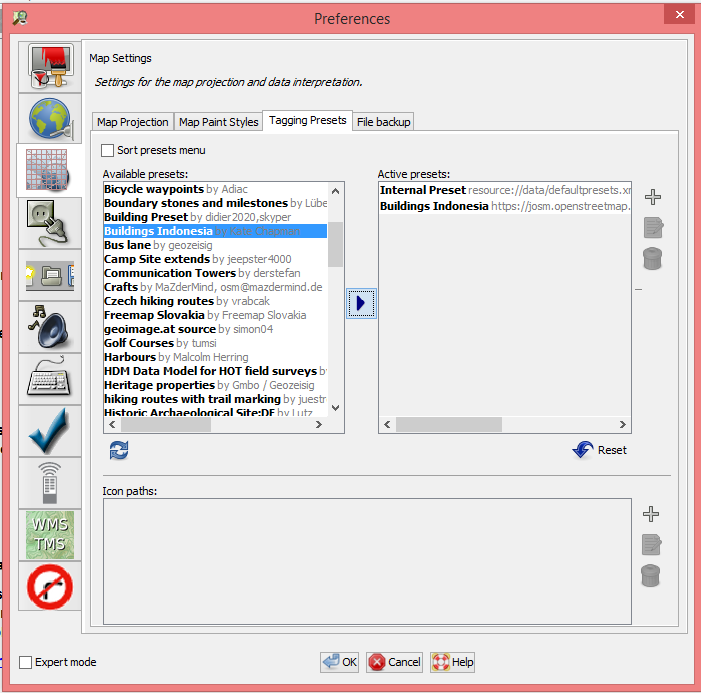 Preferences
Map Settings
Settings for the map projection and data interpretation.
Map Projection Map Paint Styles Tagging Presets File backup
Sort presets menu
Available presets:
Bicycle waypoints by Adiac
Boundary stones and milestones by Lübe
Building Preset by didier2020,skyper
Buildings Indonesia by Kate Chapman
Bus lane by geozeisig
Camp Site extends by jeepster4000
Communication Towers by derstefan
Crafts by MaZderMind, osm@mazdermind.de
Czech hiking routes by vrabcak
Freemap Slovakia by Freemap Slovakia
geoimage.at source by simon04
Golf Courses by tumsi
Harbours by Malcolm Herring
HDM Data Model for HOT field surveys by
Heritage properties by Gmbo / Geozeisig
hiking routes with trail marking by juestr
Historic Archaeological Site:DE by Lutz
Active presets:
Internal Preset resource://data/defaultpresets.xm
Buildings Indonesia https://josm.openstreetmap.
Reset
Icon paths:
WMS
TMS
Expert mode
OK Cancel Help